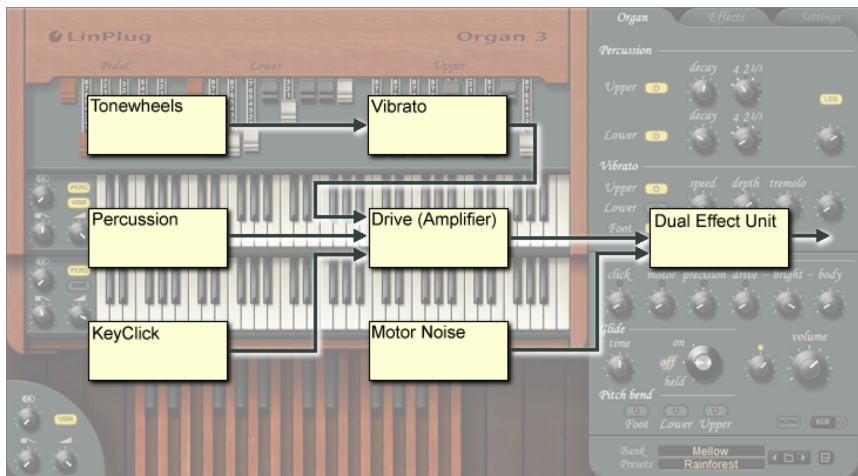 Organ Effects Settings
LinPlug Organ 3
Pedal Lower Upper
Percussion
decay 4 2 2/3
Upper
LEG
decay 4 2 2/3
Lower
Vibrato
Upper speed depth tremolo
Lower
Foot
Tonewheels
Vibrato
Percussion
Drive (Amplifier)
Dual Effect Unit
KeyClick
Motor Noise
PERC
VIBR
PERC
VIBR
VIBR
click motor precision drive – bright – body
Glide
time on volume
off
held
Pitch bend
Foot Lower Upper
NORM ECS
Bank Mellow
Presets Rainforest